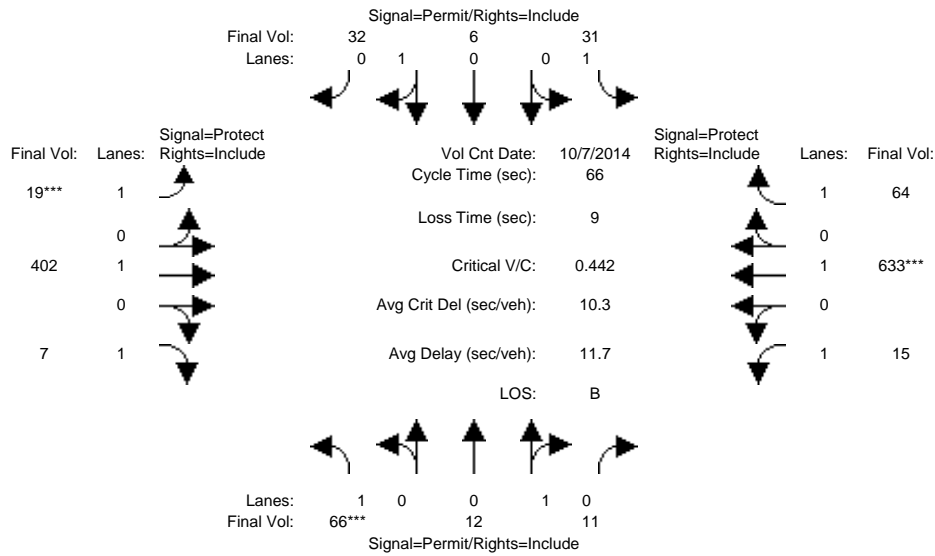 Signal=Permit/Rights=Include
Final Vol: 32 6 31
Lanes: 0 1 0 0 1
Signal=Protect
Final Vol: Lanes: Rights=Include
Vol Cnt Date: 10/7/2014
Signal=Protect
Rights=Include Lanes: Final Vol:
Cycle Time (sec): 66
19*** 1
1 64
Loss Time (sec): 9
0
0
402 1
Critical V/C: 0.442
1 633***
0
Avg Crit Del (sec/veh): 10.3
0
7 1
Avg Delay (sec/veh): 11.7
1 15
LOS: B
Lanes: 1 0 0 1 0
Final Vol: 66*** 12 11
Signal=Permit/Rights=Include